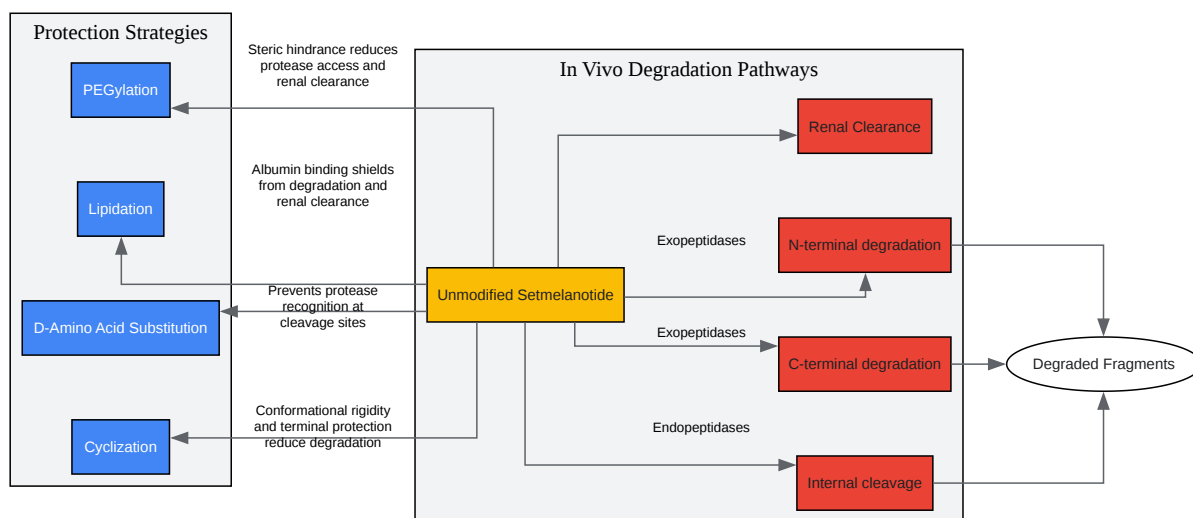 Protection Strategies
PEGylation
Lipidation
D-Amino Acid Substitution
Cyclization
Steric hindrance reduces
protease access and
renal clearance
Albumin binding shields
from degradation and
renal clearance
Prevents protease
recognition at
cleavage sites
Conformational rigidity
and terminal protection
reduce degradation
In Vivo Degradation Pathways
Unmodified Setmelanotide
Renal Clearance
Exopeptidases
N-terminal degradation
Exopeptidases
C-terminal degradation
Endopeptidases
Internal cleavage
Degraded Fragments